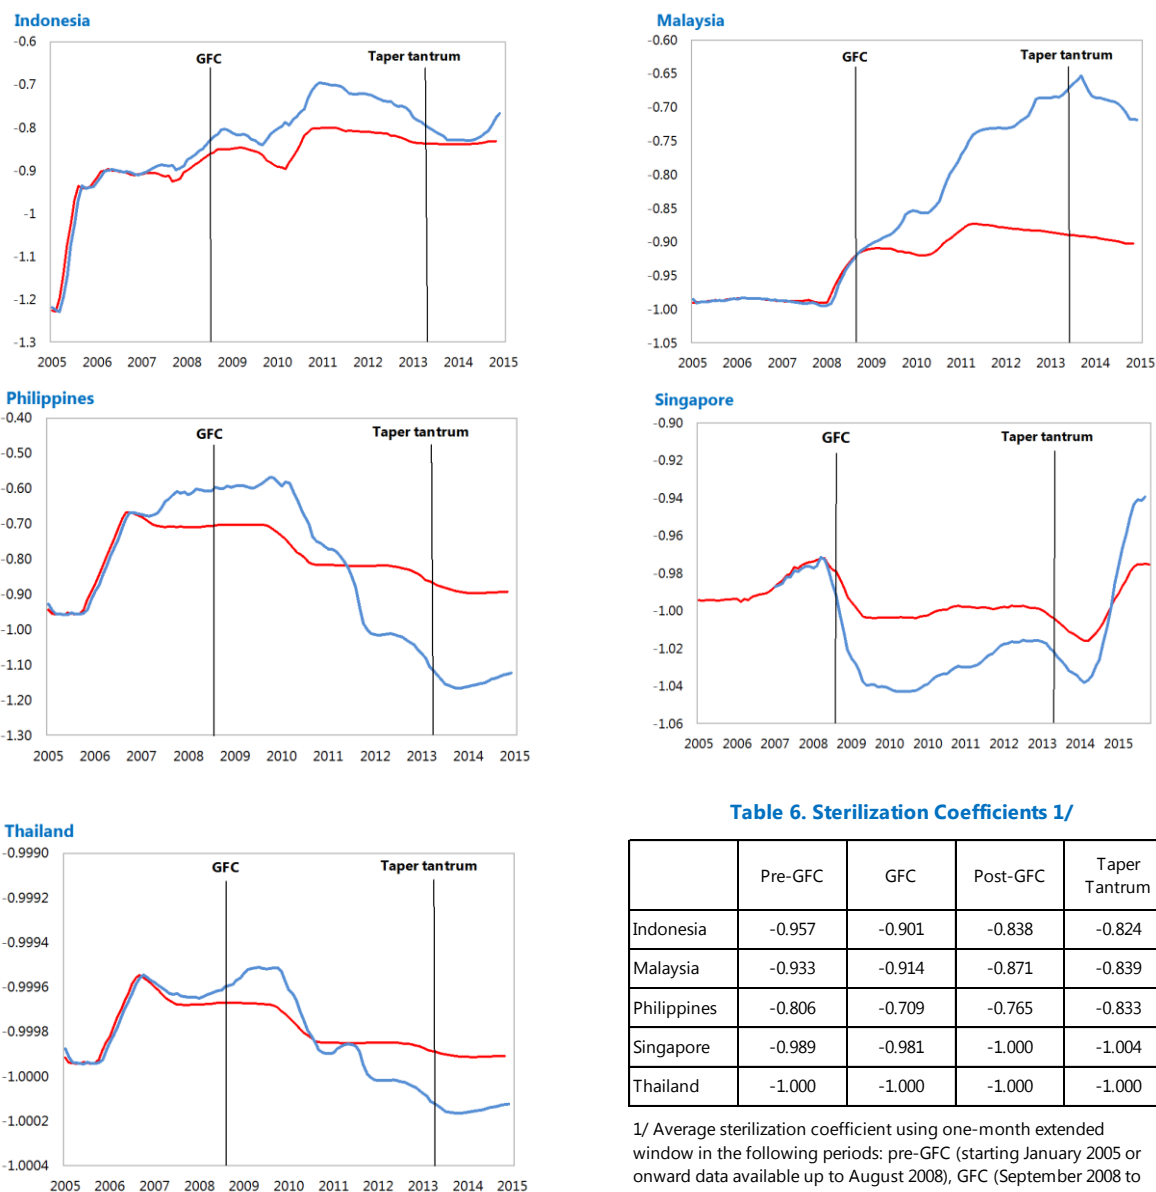 Indonesia
-0.6
-0.7
-0.8
-0.9
-1
-1.1
-1.2
-1.3
GFC
Taper tantrum
2005 2006 2007 2008 2009 2010 2011 2012 2013 2014 2015
Malaysia
-0.60
-0.65
-0.70
-0.75
-0.80
-0.85
-0.90
-0.95
-1.00
-1.05
GFC
Taper tantrum
2005 2006 2007 2008 2009 2010 2011 2012 2013 2014 2015
Philippines
-0.40
-0.50
-0.60
-0.70
-0.80
-0.90
-1.00
-1.10
-1.20
-1.30
GFC
Taper tantrum
2005 2006 2007 2008 2009 2010 2011 2012 2013 2014 2015
Singapore
-0.90
-0.92
-0.94
-0.96
-0.98
-1.00
-1.02
-1.04
-1.06
GFC
Taper tantrum
2005 2006 2007 2008 2009 2010 2011 2012 2013 2014 2015
Thailand
-0.9990
-0.9992
-0.9994
-0.9996
-0.9998
-1.0000
-1.0002
-1.0004
GFC
Taper tantrum
2005 2006 2007 2008 2009 2010 2011 2012 2013 2014 2015
Table 6. Sterilization Coefficients 1/
Pre-GFC GFC Post-GFC Taper Tantrum
Indonesia -0.957 -0.901 -0.838 -0.824
Malaysia -0.933 -0.914 -0.871 -0.839
Philippines -0.806 -0.709 -0.765 -0.833
Singapore -0.989 -0.981 -1.000 -1.004
Thailand -1.000 -1.000 -1.000 -1.000
1/ Average sterilization coefficient using one-month extended
window in the following periods: pre-GFC (starting January 2005 or
onward data available up to August 2008), GFC (September 2008 to